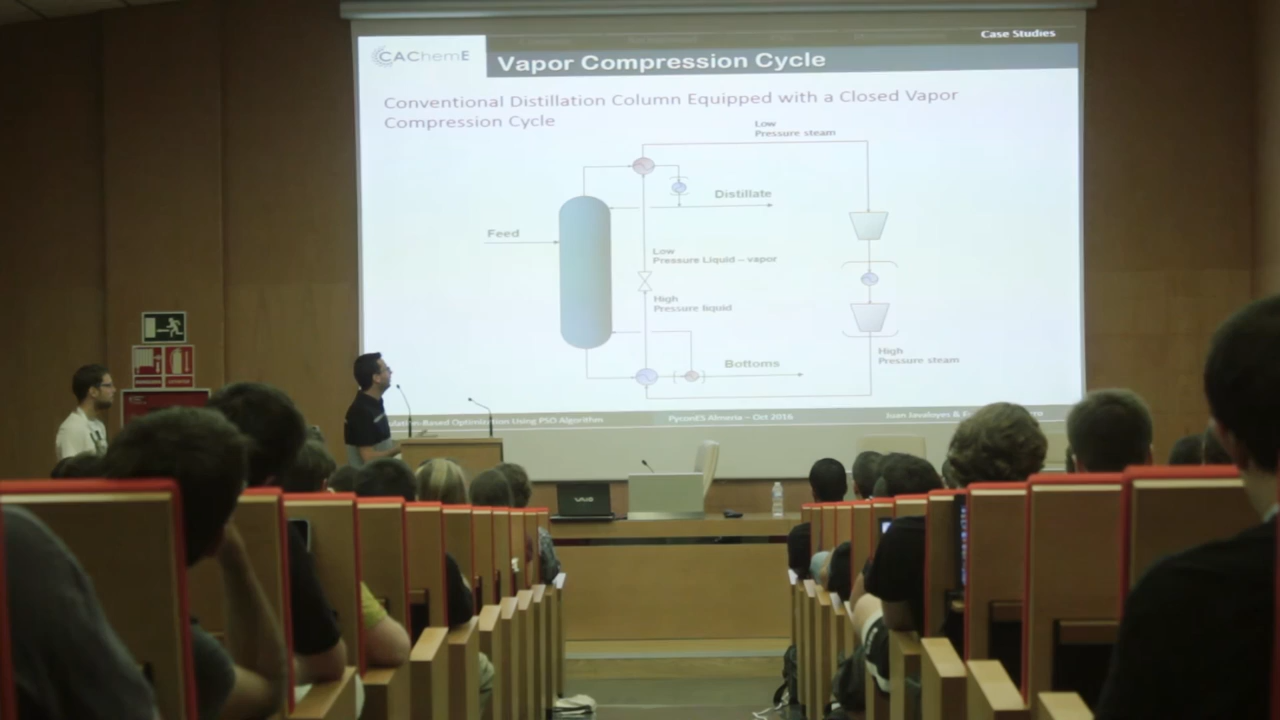 Case Studies
CAChemE
Vapor Compression Cycle
Conventional Distillation Column Equipped with a Closed Vapor
Compression Cycle
Low
Pressure steam
Distillate
Feed
Low
Pressure Liquid – vapor
High
Pressure liquid
High
Pressure steam
Bottoms
Based Optimization Using PSO Algorithms
PyconES Almeria – Oct 2016
Juan Javaloyes &
VAIO